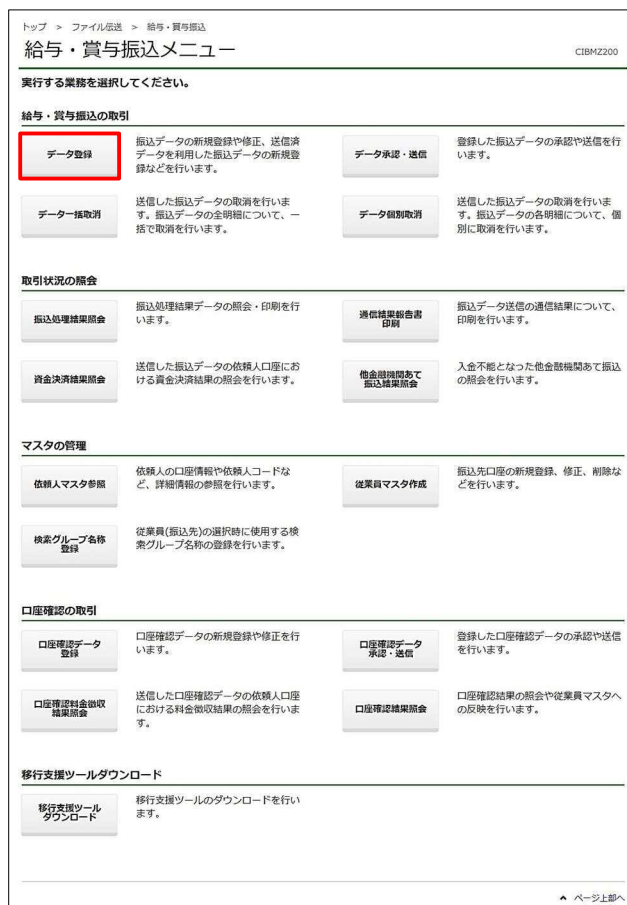 トップ > ファイル伝送 > 給与・賞与振込
給与・賞与振込メニュー
CIBMZ200
実行する業務を選択してください。
給与・賞与振込の取引
データ登録
振込データの新規登録や修正、送信済
データを利用した振込データの新規登
録などを行います。
データ承認・送信
登録した振込データの承認や送信を行
います。
データ一括取消
送信した振込データの取消を行いま
す。振込データの全明細について、一
括で取消を行います。
データ個別取消
送信した振込データの取消を行いま
す。振込データの各明細について、個
別に取消を行います。
取引状況の照会
振込処理結果照会
振込処理結果データの照会・印刷を行
います。
通信結果報告書
印刷
振込データ送信の通信結果について、
印刷を行います。
資金決済結果照会
送信した振込データの依頼人口座にお
ける資金決済結果の照会を行います。
他金融機関あて
振込結果照会
入金不能となった他金融機関あて振込
の照会を行います。
マスタの管理
依頼人マスタ参照
依頼人の口座情報や依頼人コードな
ど、詳細情報の参照を行います。
従業員マスタ作成
振込先口座の新規登録、修正、削除な
どを行います。
検索グループ名称
登録
従業員(振込先)の選択時に使用する検
索グループ名称の登録を行います。
口座確認の取引
口座確認データ
登録
口座確認データの新規登録や修正を行
います。
口座確認データ
承認・送信
登録した口座確認データの承認や送信
を行います。
口座確認料金徴収
結果照会
送信した口座確認データの依頼人口座
における料金徴収結果の照会を行いま
す。
口座確認結果照会
口座確認結果の照会や従業員マスタへ
の反映を行います。
移行支援ツールダウンロード
移行支援ツール
ダウンロード
移行支援ツールのダウンロードを行い
ます。
ページ上部へ